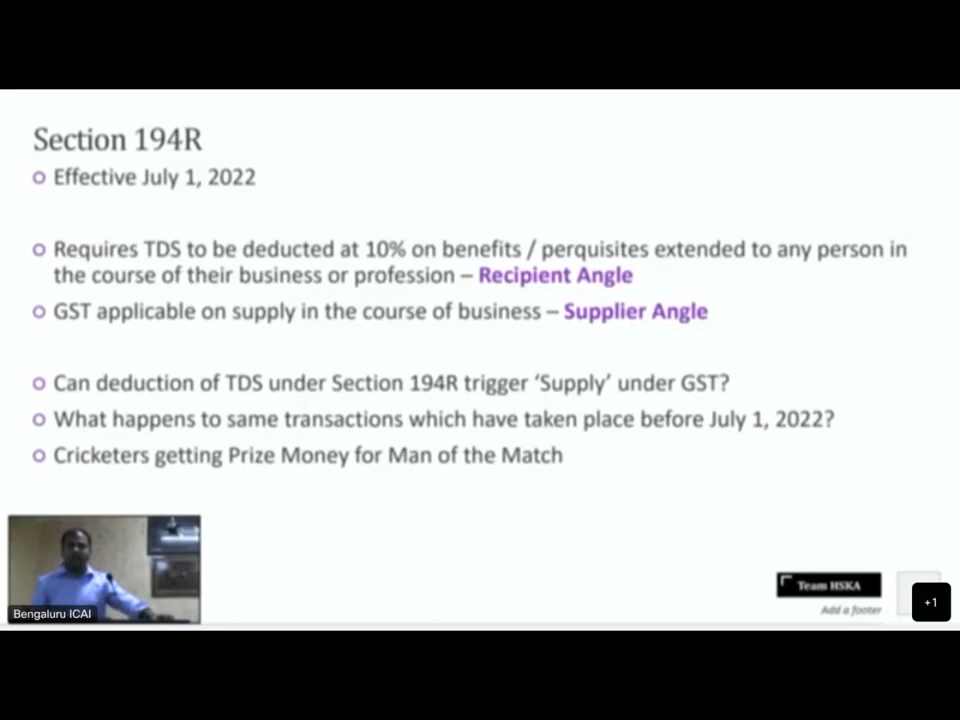 Section 194R
Effective July 1, 2022
Requires TDS to be deducted at 10% on benefits / perquisites extended to any person in
the course of their business or profession – Recipient Angle
GST applicable on supply in the course of business – Supplier Angle
Can deduction of TDS under Section 194R trigger ‘Supply’ under GST?
What happens to same transactions which have taken place before July 1, 2022?
Cricketers getting Prize Money for Man of the Match
Bengaluru ICAI
Team HSKA
Add a footer
+1